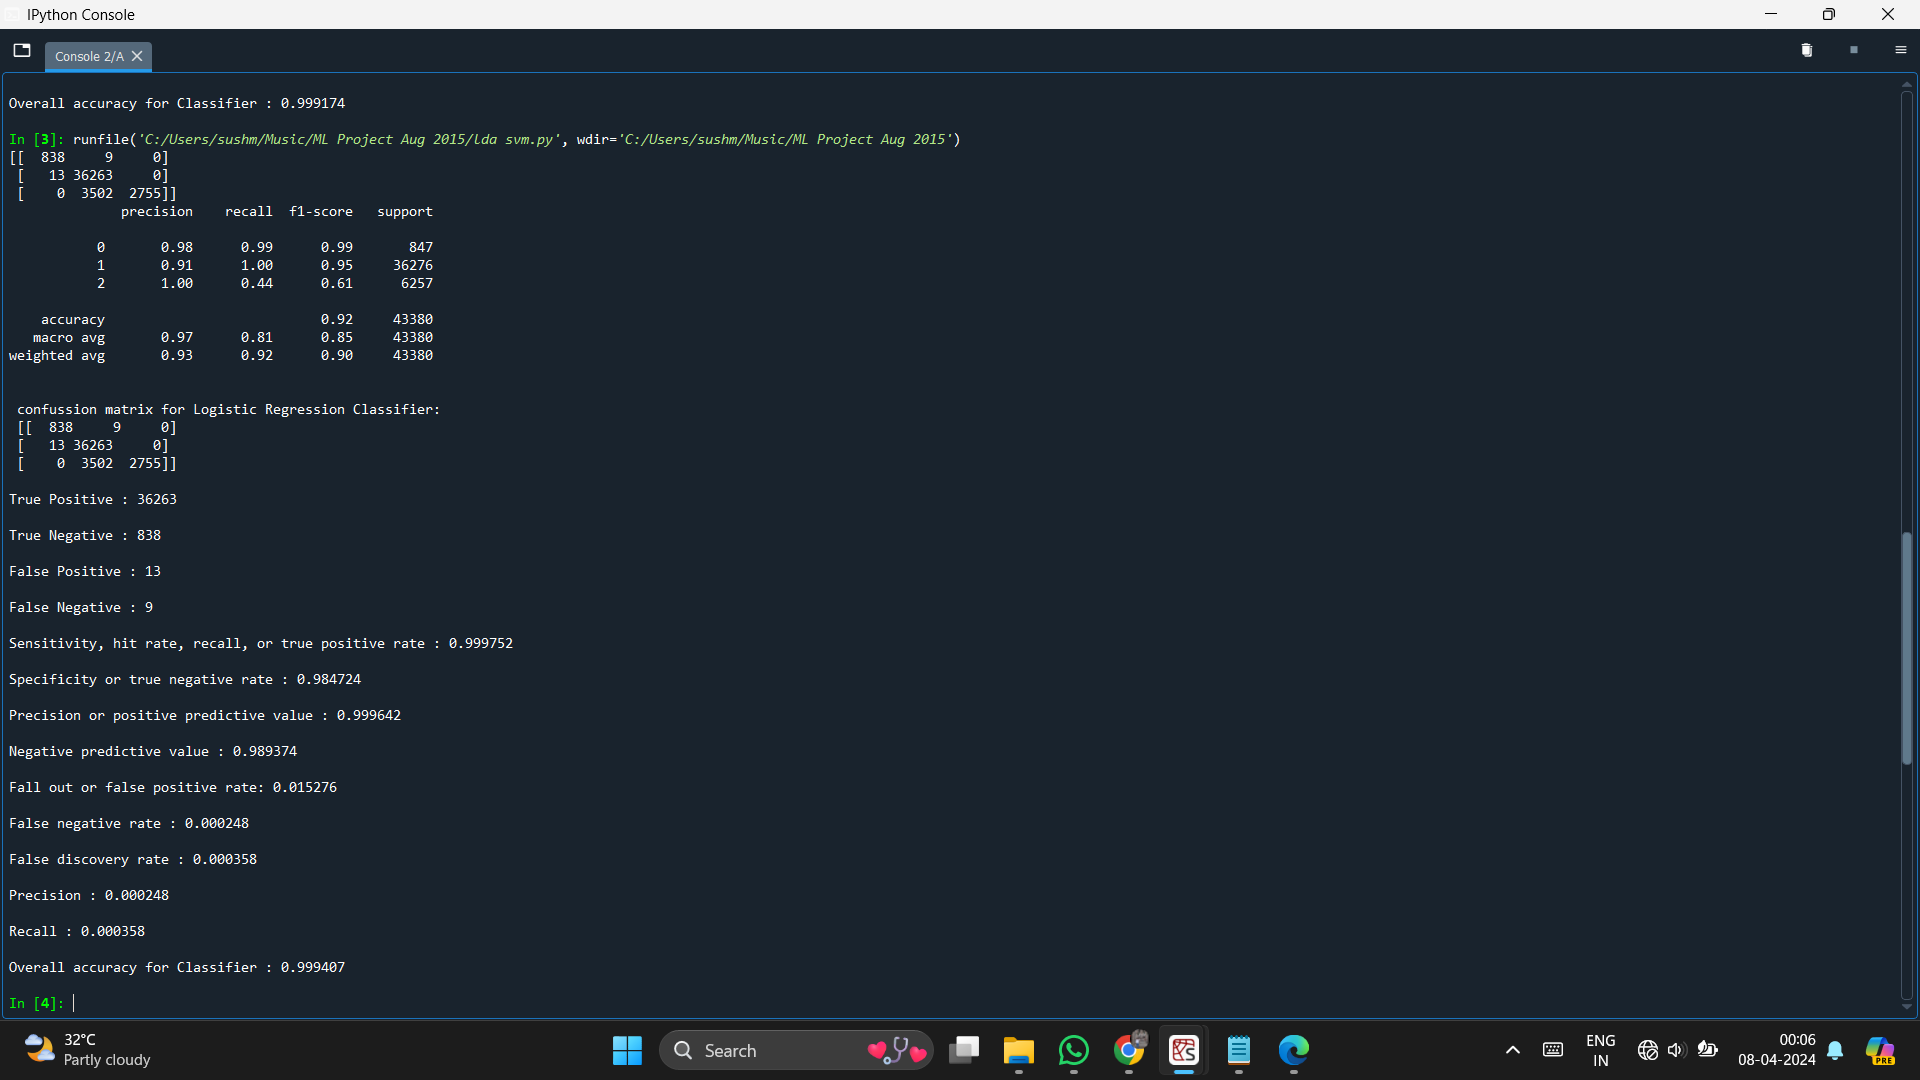 IPython Console
Console 2/A
Overall accuracy for Classifier : 0.999174
In [3]: runfile('C:/Users/sushm/Music/ML Project Aug 2015/lda svm.py', wdir='C:/Users/sushm/Music/ML Project Aug 2015')
[[  838     9     0]
 [   13 36263     0]
 [    0  3502  2755]]
              precision    recall  f1-score   support
           0       0.98      0.99      0.99       847
           1       0.91      1.00      0.95     36276
           2       1.00      0.44      0.61      6257
    accuracy                           0.92     43380
   macro avg       0.97      0.81      0.85     43380
weighted avg       0.93      0.92      0.90     43380
 confussion matrix for Logistic Regression Classifier:
 [[  838     9     0]
 [   13 36263     0]
 [    0  3502  2755]]
True Positive : 36263
True Negative : 838
False Positive : 13
False Negative : 9
Sensitivity, hit rate, recall, or true positive rate : 0.999752
Specificity or true negative rate : 0.984724
Precision or positive predictive value : 0.999642
Negative predictive value : 0.989374
Fall out or false positive rate: 0.015276
False negative rate : 0.000248
False discovery rate : 0.000358
Precision : 0.000248
Recall : 0.000358
Overall accuracy for Classifier : 0.999407
In [4]:
32°C
Partly cloudy
Search
ENG
IN
00:06
08-04-2024
PRE